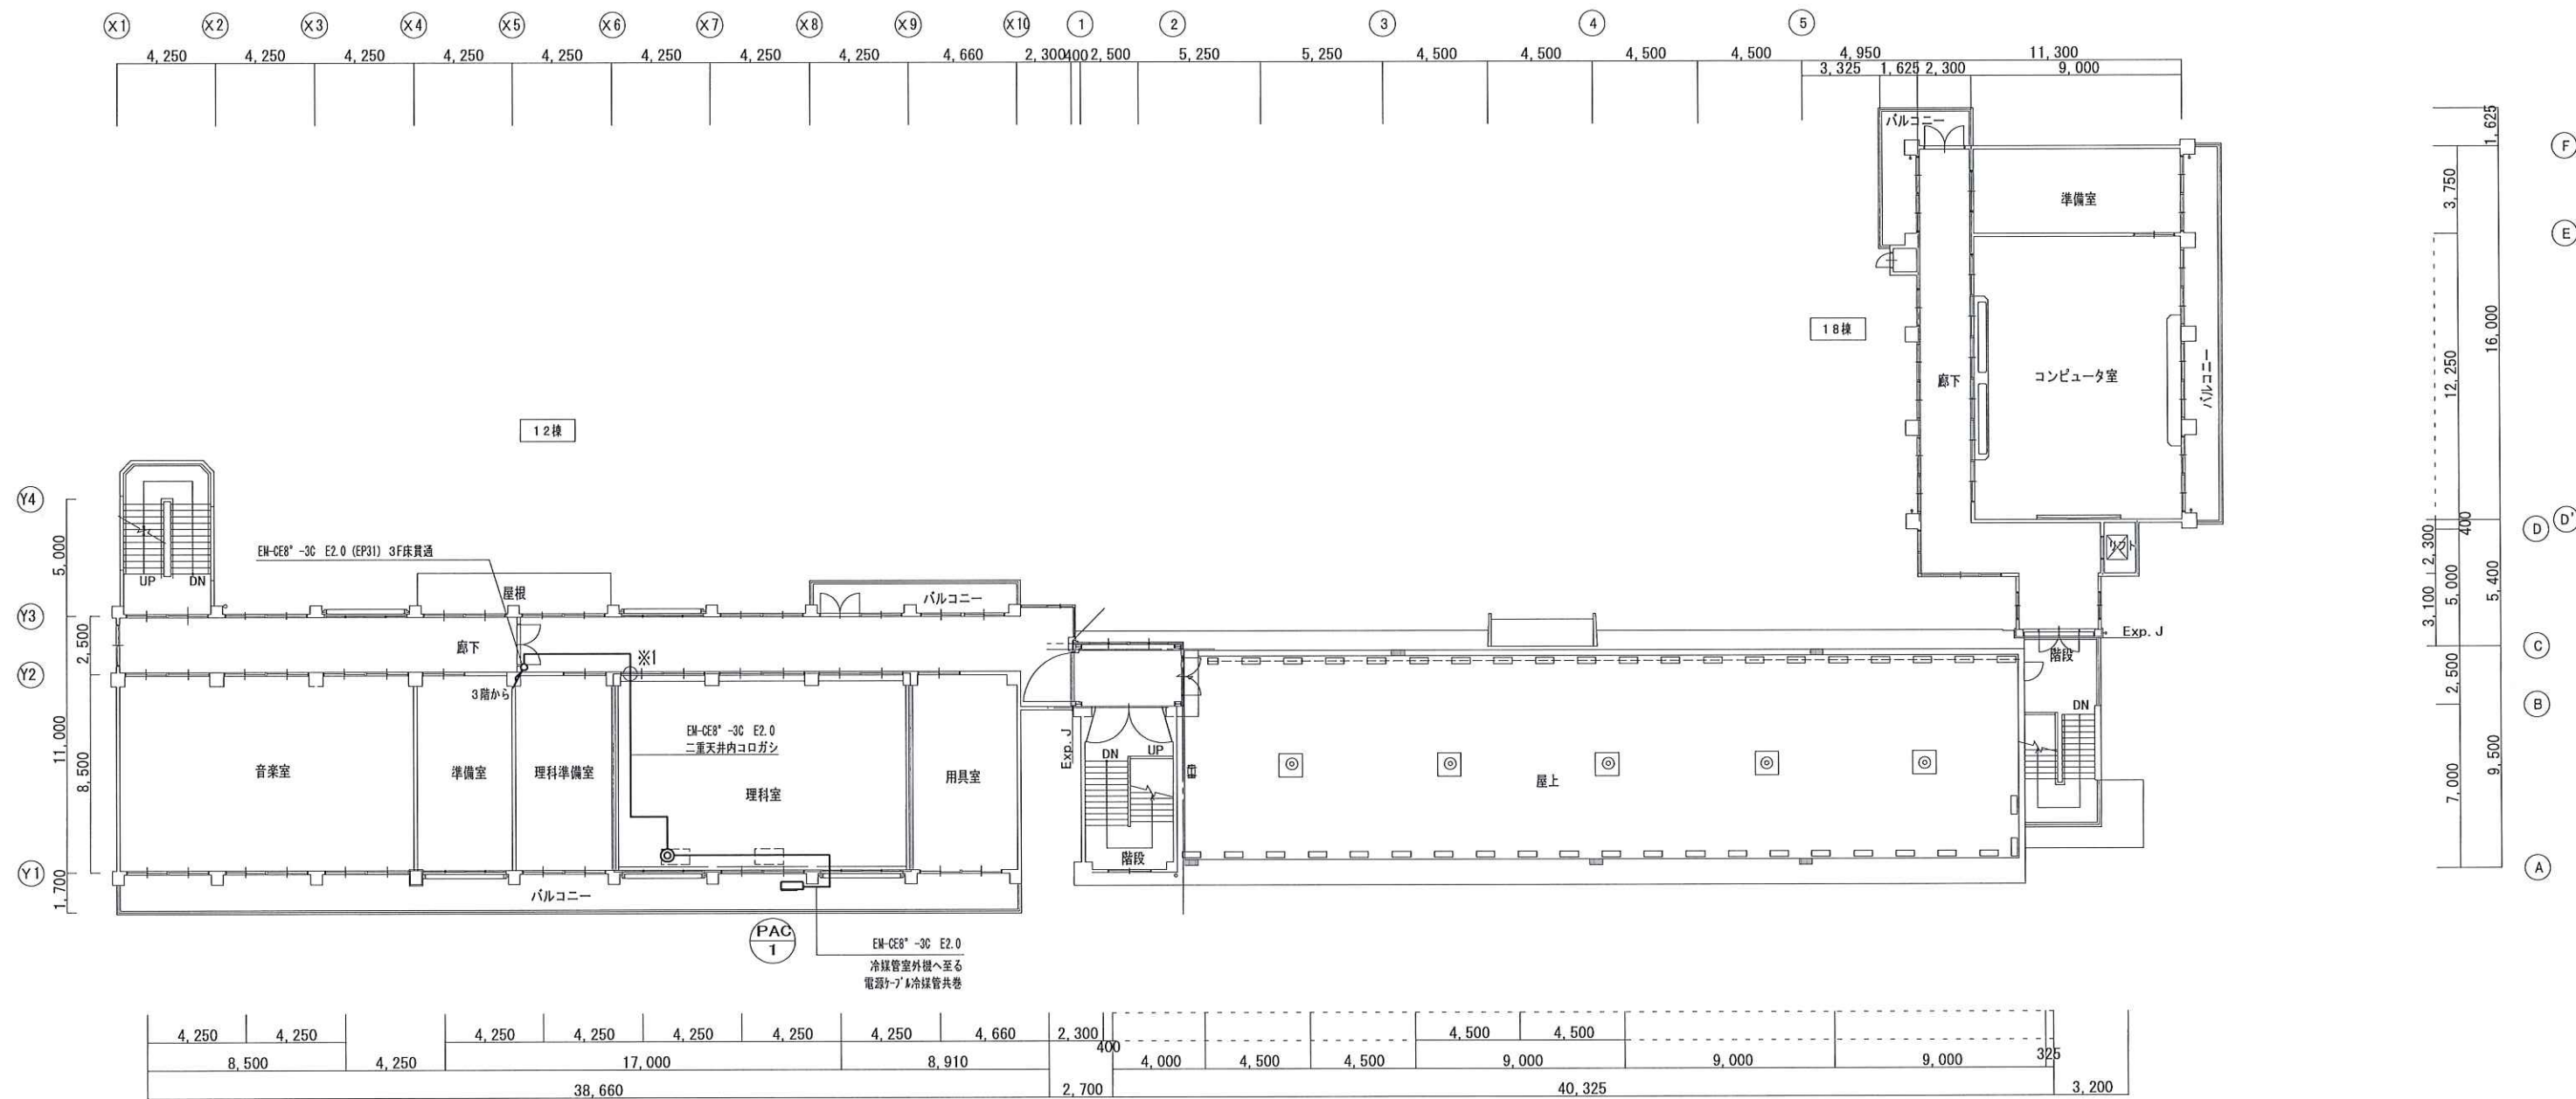 X1 X2 X3 X4 X5 X6 X7 X8 X9 X10 1 2 3 4 5
4,250 4,250 4,250 4,250 4,250 4,250 4,250 4,250 4,660 2,300 400 2,500 5,250 5,250 4,500 4,500 4,500 4,500 4,950 11,300
3,325 1,625 2,300 9,000
バルコニー
準備室
18棟
廊下
コンピュータ室
バルコニー
リフト
1,625
3,750
12,250
16,000
400
2,300
3,100
5,000
5,400
2,500
7,000
9,500
F
E
D'
D
C
B
A
12棟
Y4
Y3
Y2
Y1
5,000
2,500
11,000
8,500
1,700
UP DN
EM-CE8°-3C E2.0 (EP31) 3F床貫通
屋根
バルコニー
廊下
※1
3階から
EM-CE8°-3C E2.0
二重天井内コロガシ
音楽室
準備室
理科準備室
理科室
用具室
バルコニー
PAC
1
EM-CE8°-3C E2.0
冷媒管室外機へ至る
電源ケーブル冷媒管共巻
Exp.J
DN UP
階段
屋上
Exp.J
階段
DN
4,250 4,250 4,250 4,250 4,250 4,250 4,250 4,660 2,300 4,500 4,500
400
8,500 4,250 17,000 8,910 4,000 4,500 4,500 9,000 9,000 9,000 325
38,660 2,700 40,325 3,200